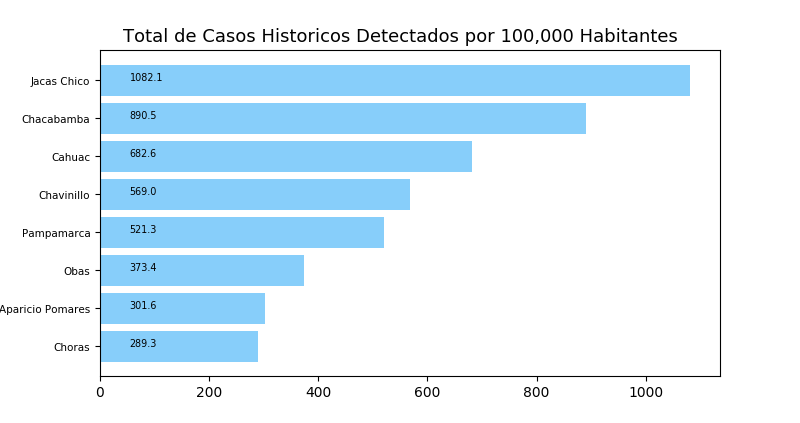 Total de Casos Historicos Detectados por 100,000 Habitantes
Jacas Chico 1082.1
Chacabamba 890.5
Cahuac 682.6
Chavinillo 569.0
Pampamarca 521.3
Obas 373.4
Aparicio Pomares 301.6
Choras 289.3
0 200 400 600 800 1000